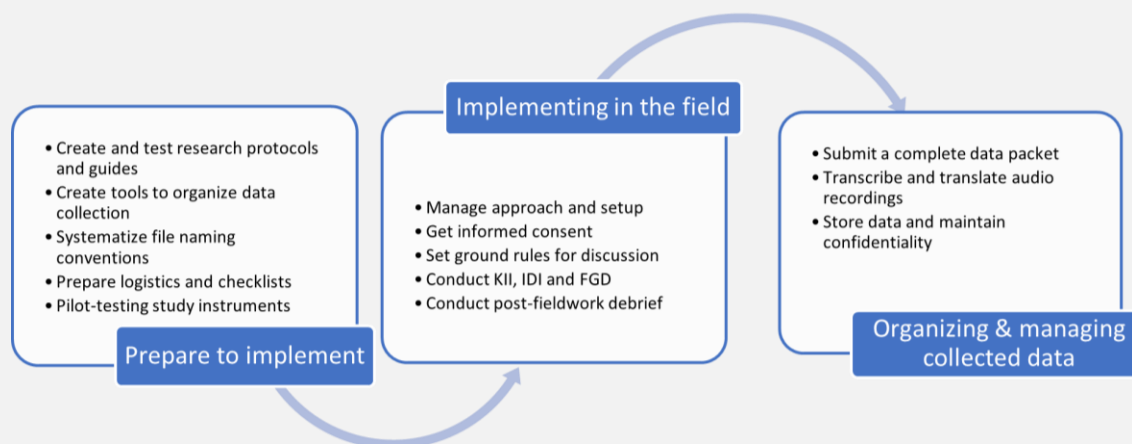 • Create and test research protocols
and guides
• Create tools to organize data
collection
• Systematize file naming
conventions
• Prepare logistics and checklists
• Pilot-testing study instruments
Prepare to implement
Implementing in the field
• Manage approach and setup
• Get informed consent
• Set ground rules for discussion
• Conduct KII, IDI and FGD
• Conduct post-fieldwork debrief
• Submit a complete data packet
• Transcribe and translate audio
recordings
• Store data and maintain
confidentiality
Organizing & managing
collected data